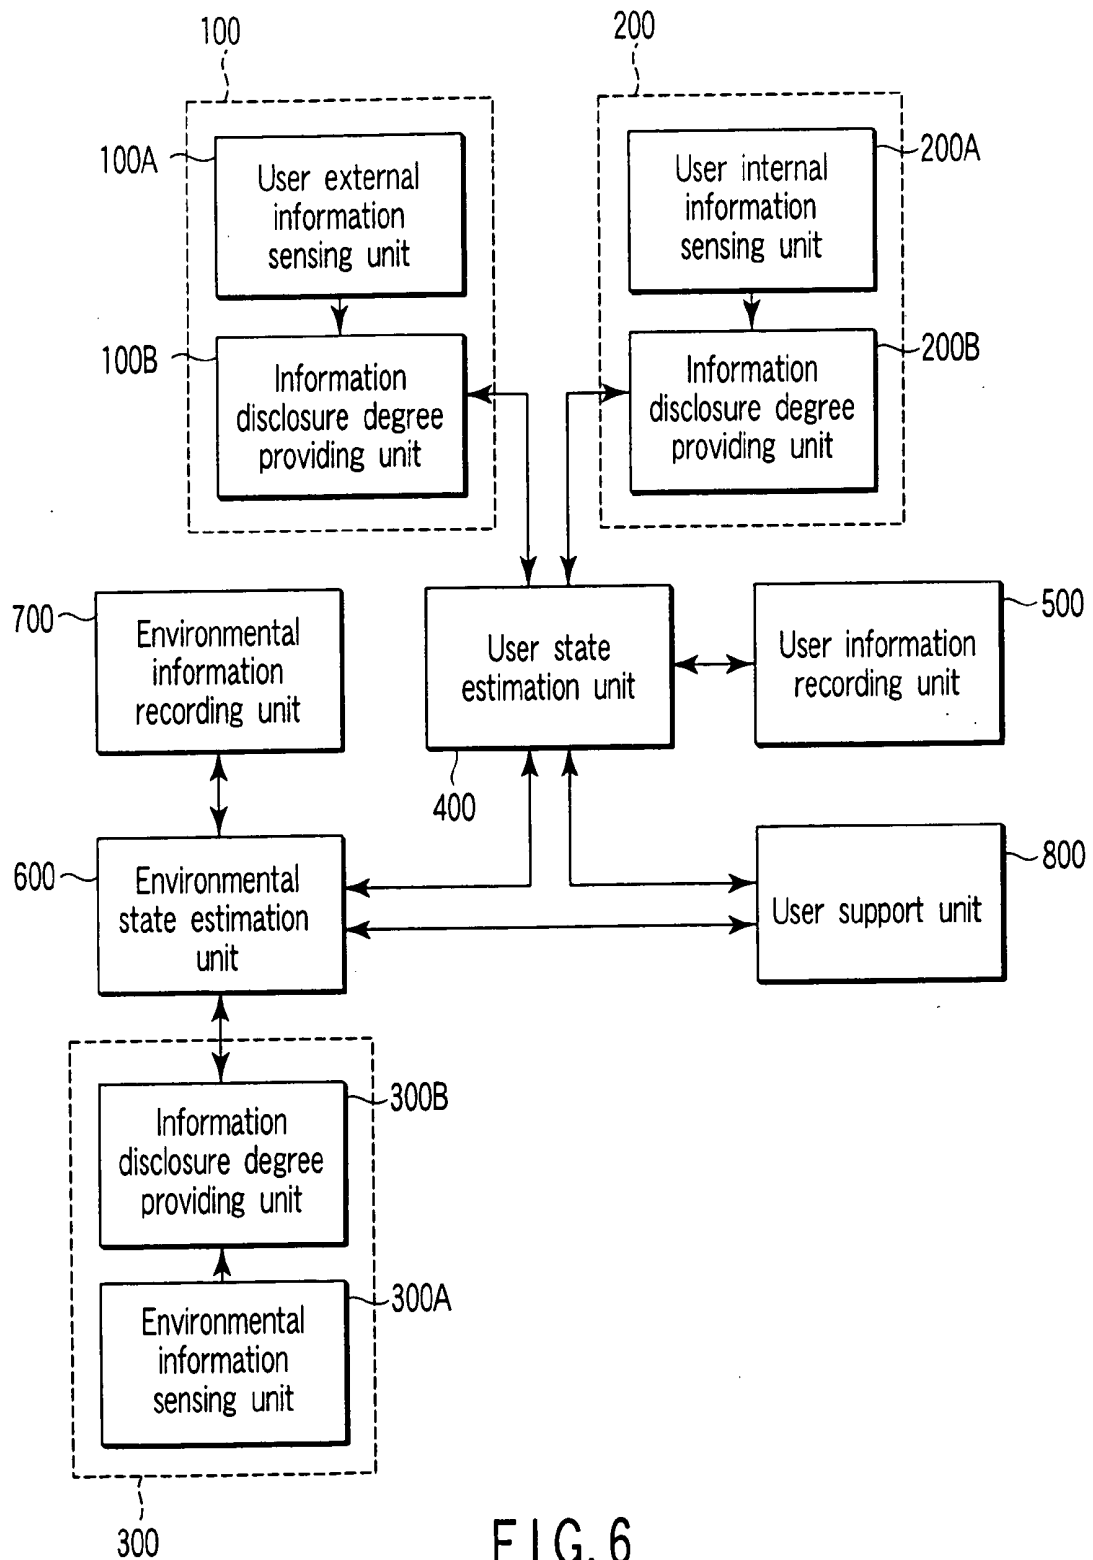 100
200
100A
User external
information
sensing unit
200A
User internal
information
sensing unit
100B
Information
disclosure degree
providing unit
200B
Information
disclosure degree
providing unit
700
Environmental
information
recording unit
User state
estimation unit
400
500
User information
recording unit
600
Environmental
state estimation
unit
800
User support unit
300B
Information
disclosure degree
providing unit
300A
Environmental
information
sensing unit
300
FIG. 6